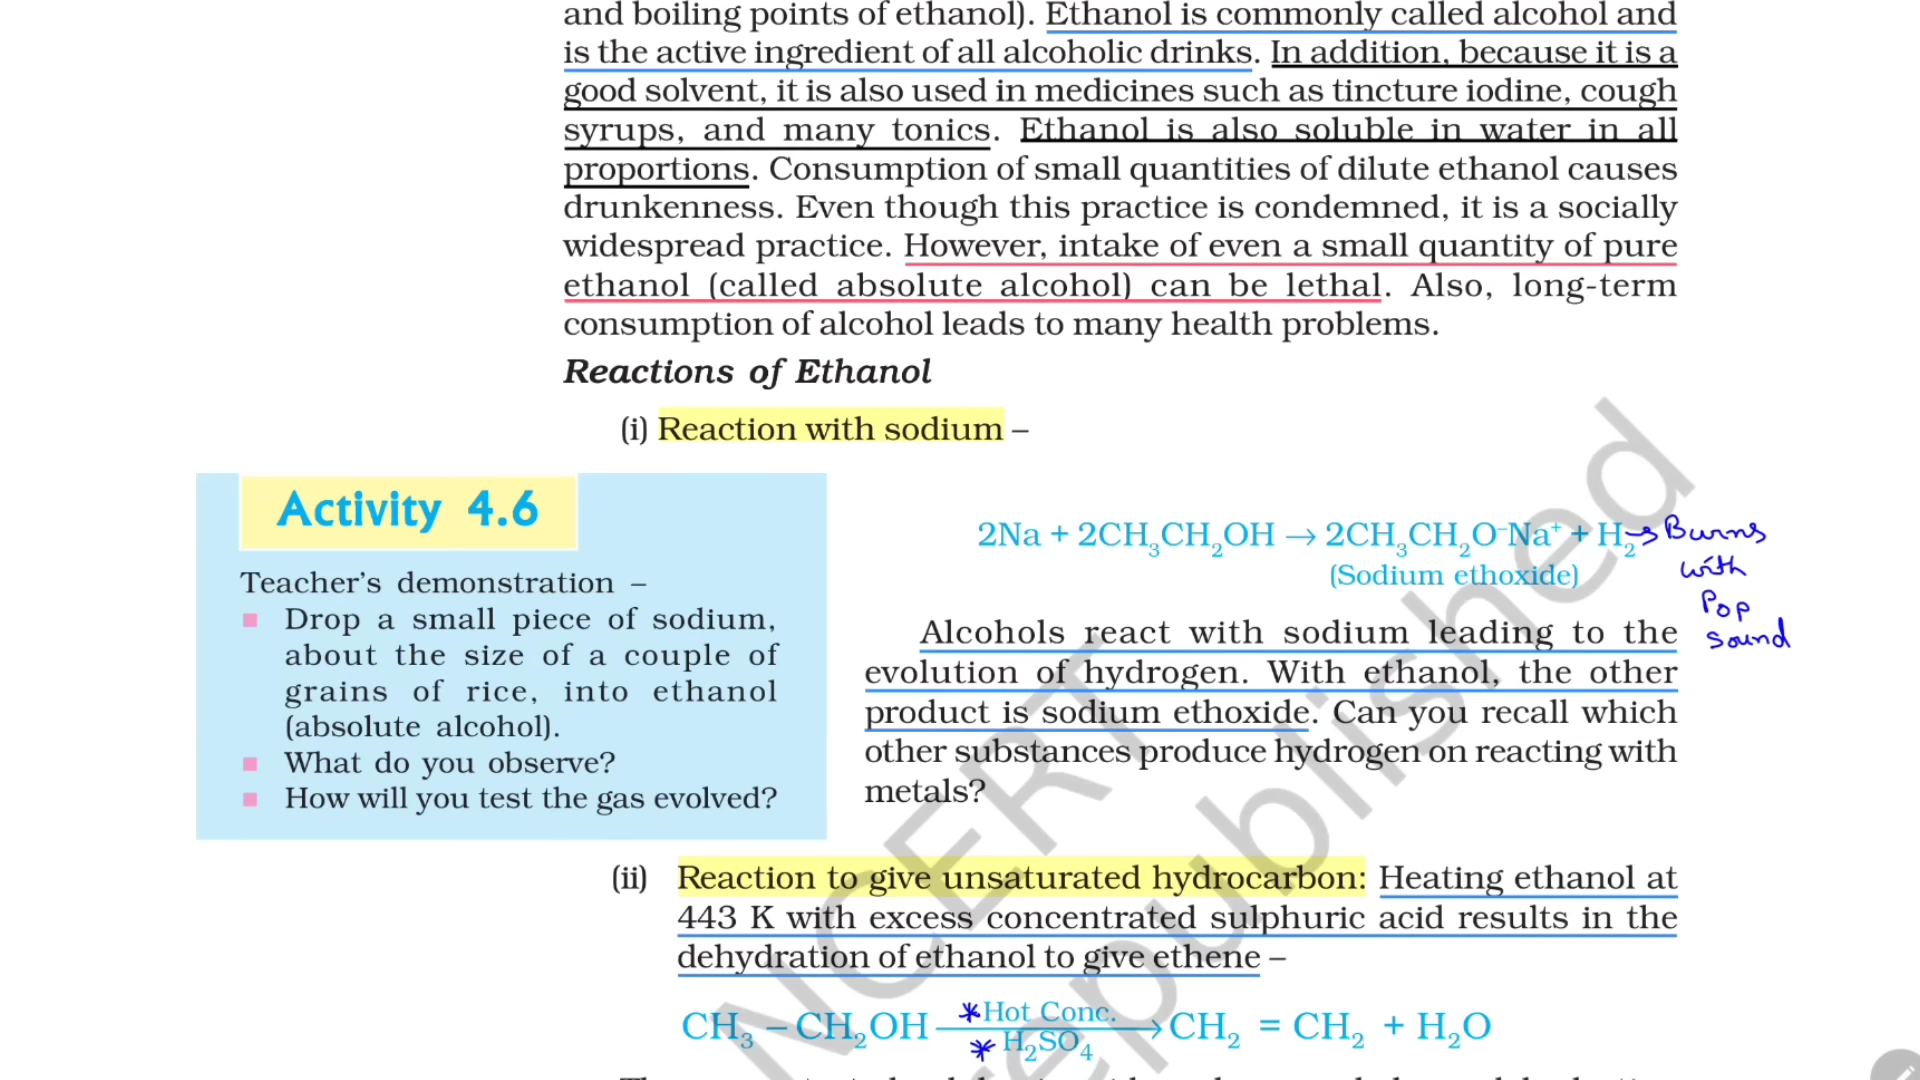 and boiling points of ethanol). Ethanol is commonly called alcohol and
is the active ingredient of all alcoholic drinks. In addition, because it is a
good solvent, it is also used in medicines such as tincture iodine, cough
syrups, and many tonics. Ethanol is also soluble in water in all
proportions. Consumption of small quantities of dilute ethanol causes
drunkenness. Even though this practice is condemned, it is a socially
widespread practice. However, intake of even a small quantity of pure
ethanol (called absolute alcohol) can be lethal. Also, long-term
consumption of alcohol leads to many health problems.
Reactions of Ethanol
(i) Reaction with sodium –
Activity 4.6
Teacher's demonstration –
Drop a small piece of sodium,
about the size of a couple of
grains of rice, into ethanol
(absolute alcohol).
What do you observe?
How will you test the gas evolved?
2Na + 2CH₃CH₂OH → 2CH₃CH₂O⁻Na⁺ + H₂ → Burns
with
Pop
Sound
(Sodium ethoxide)
Alcohols react with sodium leading to the
evolution of hydrogen. With ethanol, the other
product is sodium ethoxide. Can you recall which
other substances produce hydrogen on reacting with
metals?
(ii) Reaction to give unsaturated hydrocarbon: Heating ethanol at
443 K with excess concentrated sulphuric acid results in the
dehydration of ethanol to give ethene –
*Hot Conc.
CH₃ – CH₂OH → CH₂ = CH₂ + H₂O
* H₂SO₄
NCERT
republished